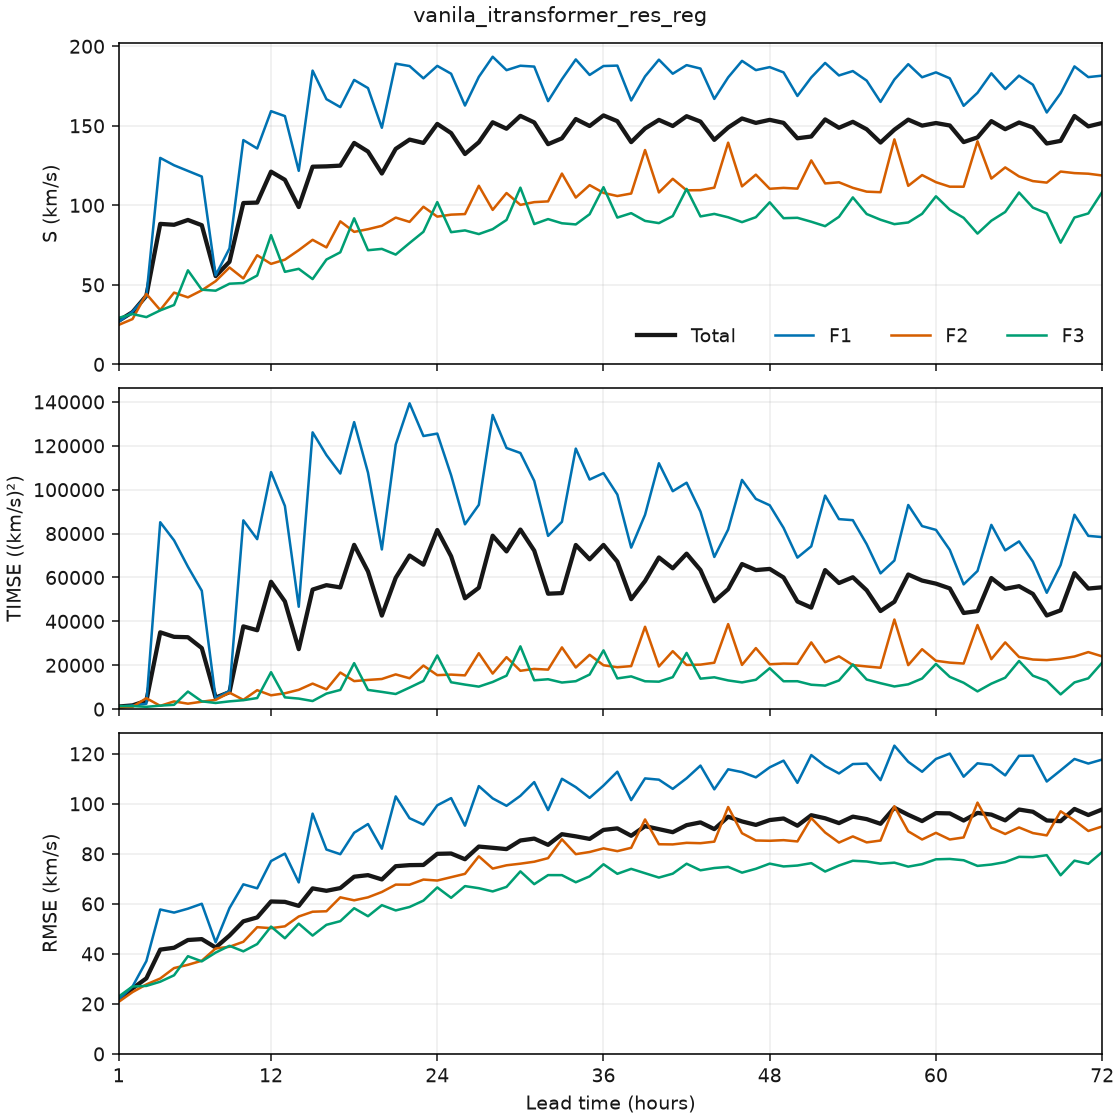 vanila_itransformer_res_reg
200
150
100
50
0
S (km/s)
Total F1 F2 F3
140000
120000
100000
80000
60000
40000
20000
0
TIMSE ((km/s)²)
120
100
80
60
40
20
0
RMSE (km/s)
1 12 24 36 48 60 72
Lead time (hours)